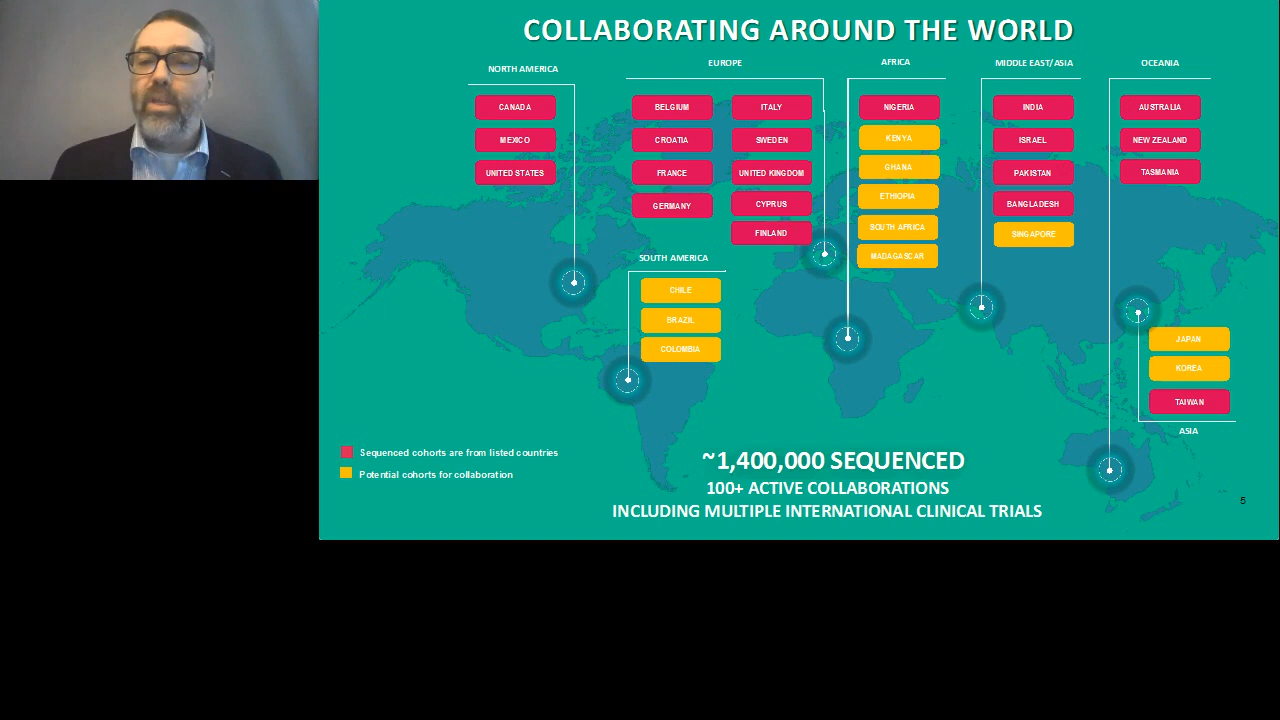 COLLABORATING AROUND THE WORLD
NORTH AMERICA
CANADA
MEXICO
UNITED STATES
EUROPE
BELGIUM
CROATIA
FRANCE
GERMANY
ITALY
SWEDEN
UNITED KINGDOM
CYPRUS
FINLAND
SOUTH AMERICA
CHILE
BRAZIL
COLOMBIA
AFRICA
NIGERIA
KENYA
GHANA
ETHIOPIA
SOUTH AFRICA
MADAGASCAR
MIDDLE EAST/ASIA
INDIA
ISRAEL
PAKISTAN
BANGLADESH
SINGAPORE
OCEANIA
AUSTRALIA
NEW ZEALAND
TASMANIA
JAPAN
KOREA
TAIWAN
ASIA
Sequenced cohorts are from listed countries
Potential cohorts for collaboration
~1,400,000 SEQUENCED
100+ ACTIVE COLLABORATIONS
INCLUDING MULTIPLE INTERNATIONAL CLINICAL TRIALS
5